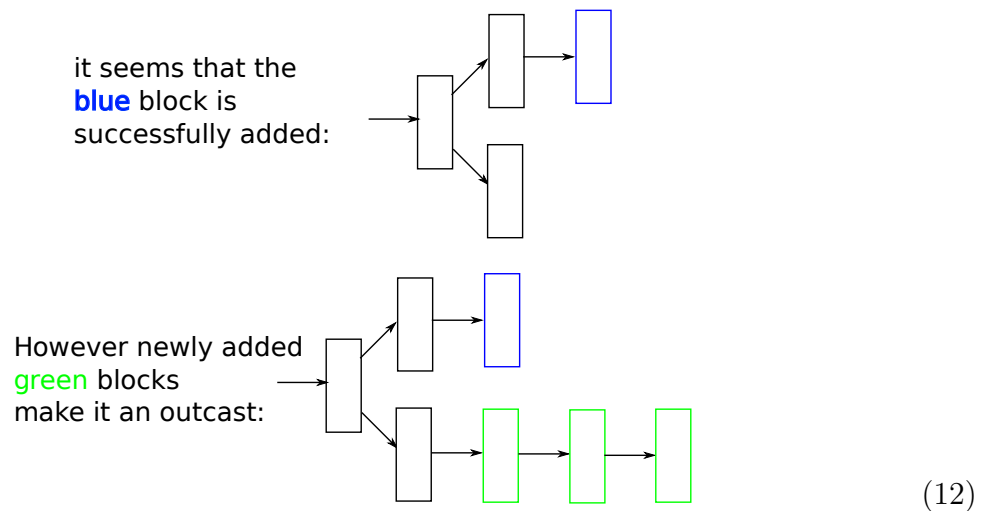 it seems that the
blue block is
successfully added:
However newly added
green blocks
make it an outcast:
(12)